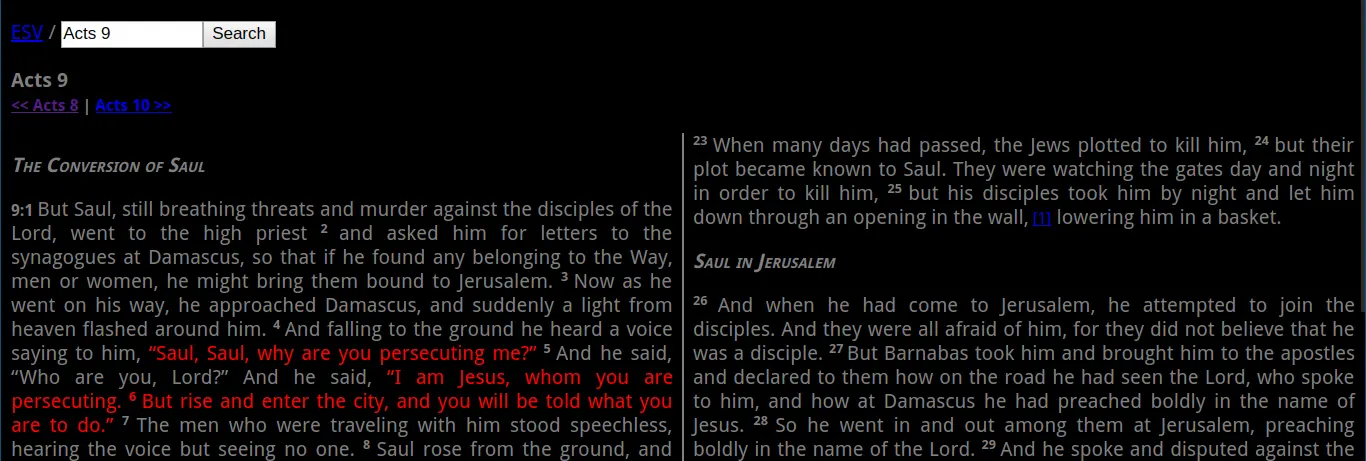 ESV / Acts 9 Search
Acts 9
<< Acts 8 | Acts 10 >>
The Conversion of Saul
9:1 But Saul, still breathing threats and murder against the disciples of the
Lord, went to the high priest 2 and asked him for letters to the
synagogues at Damascus, so that if he found any belonging to the Way,
men or women, he might bring them bound to Jerusalem. 3 Now as he
went on his way, he approached Damascus, and suddenly a light from
heaven flashed around him. 4 And falling to the ground he heard a voice
saying to him, “Saul, Saul, why are you persecuting me?” 5 And he said,
“Who are you, Lord?” And he said, “I am Jesus, whom you are
persecuting. 6 But rise and enter the city, and you will be told what you
are to do.” 7 The men who were traveling with him stood speechless,
hearing the voice but seeing no one. 8 Saul rose from the ground, and
23 When many days had passed, the Jews plotted to kill him, 24 but their
plot became known to Saul. They were watching the gates day and night
in order to kill him, 25 but his disciples took him by night and let him
down through an opening in the wall, [1] lowering him in a basket.
Saul in Jerusalem
26 And when he had come to Jerusalem, he attempted to join the
disciples. And they were all afraid of him, for they did not believe that he
was a disciple. 27 But Barnabas took him and brought him to the apostles
and declared to them how on the road he had seen the Lord, who spoke
to him, and how at Damascus he had preached boldly in the name of
Jesus. 28 So he went in and out among them at Jerusalem, preaching
boldly in the name of the Lord. 29 And he spoke and disputed against the